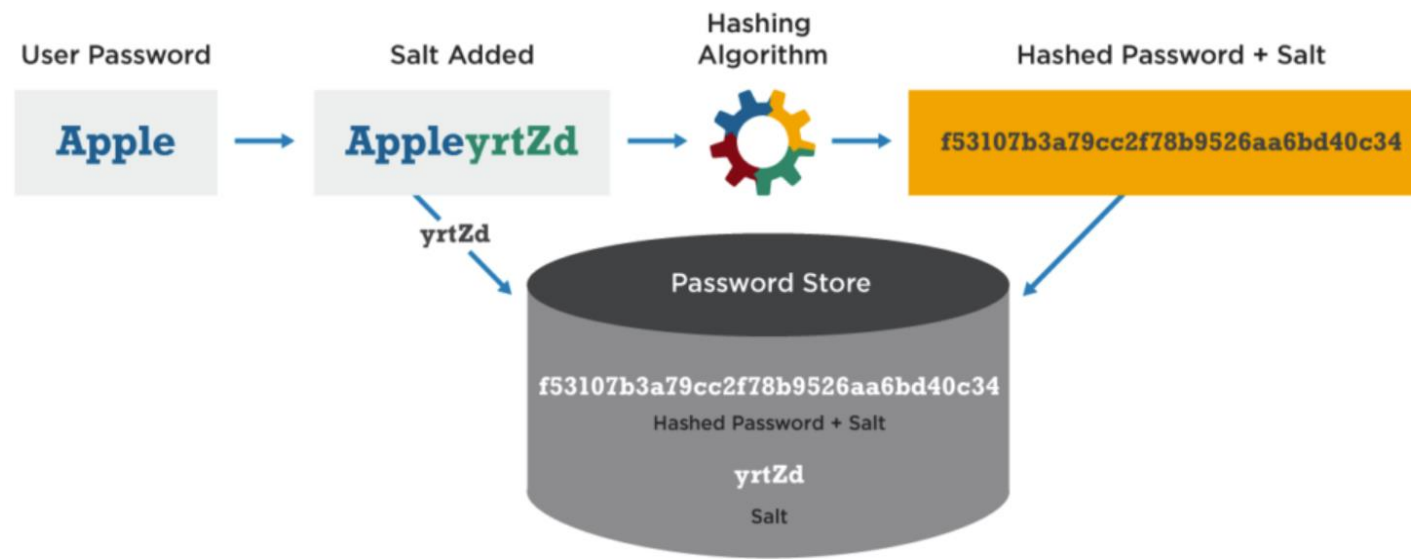 User Password
Salt Added
Hashing
Algorithm
Hashed Password + Salt
Apple
AppleyrtZd
f53107b3a79cc2f78b9526aa6bd40c34
yrtZd
Password Store
f53107b3a79cc2f78b9526aa6bd40c34
Hashed Password + Salt
yrtZd
Salt